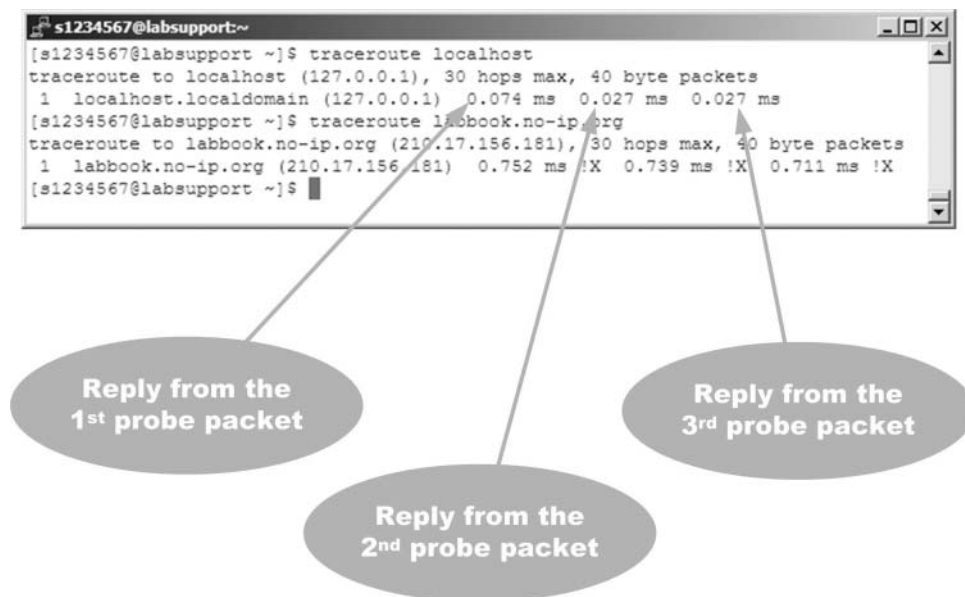 s1234567@labsupport:~
[s1234567@labsupport ~]$ traceroute localhost
traceroute to localhost (127.0.0.1), 30 hops max, 40 byte packets
 1  localhost.localdomain (127.0.0.1)  0.074 ms  0.027 ms  0.027 ms
[s1234567@labsupport ~]$ traceroute labbook.no-ip.org
traceroute to labbook.no-ip.org (210.17.156.181), 30 hops max, 40 byte packets
 1  labbook.no-ip.org (210.17.156.181)  0.752 ms !X  0.739 ms !X  0.711 ms !X
[s1234567@labsupport ~]$
Reply from the
1st probe packet
Reply from the
3rd probe packet
Reply from the
2nd probe packet